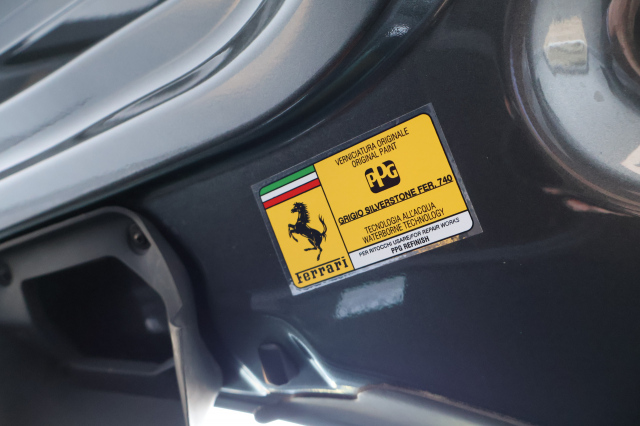 VERNICIATURA ORIGINALE
ORIGINAL PAINT
PPG
GRIGIO SILVERSTONE FER. 740
TECNOLOGIA ALL'ACQUA
WATERBORNE TECHNOLOGY
PER RITOCCHI USARE/FOR REPAIR WORKS
PPG REFINISH
Ferrari